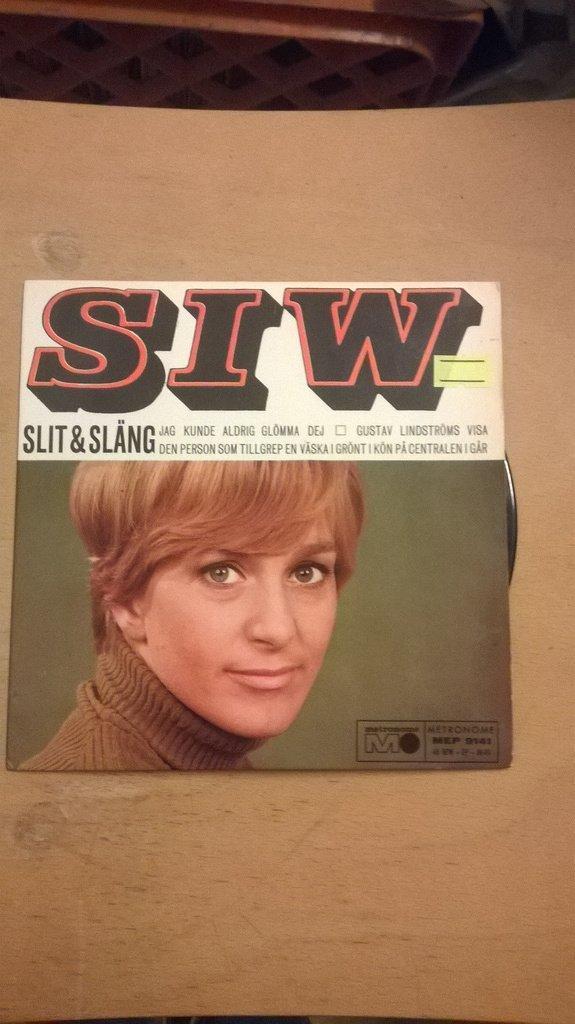 SIW
SLIT & SLÄNG
JAG KUNDE ALDRIG GLÖMMA DEJ □ GUSTAV LINDSTRÖMS VISA
DEN PERSON SOM TILLGREP EN VÄSKA I GRÖNT I KÖN PÅ CENTRALEN I GÅR
metronome
METRONOME
MEP 9141